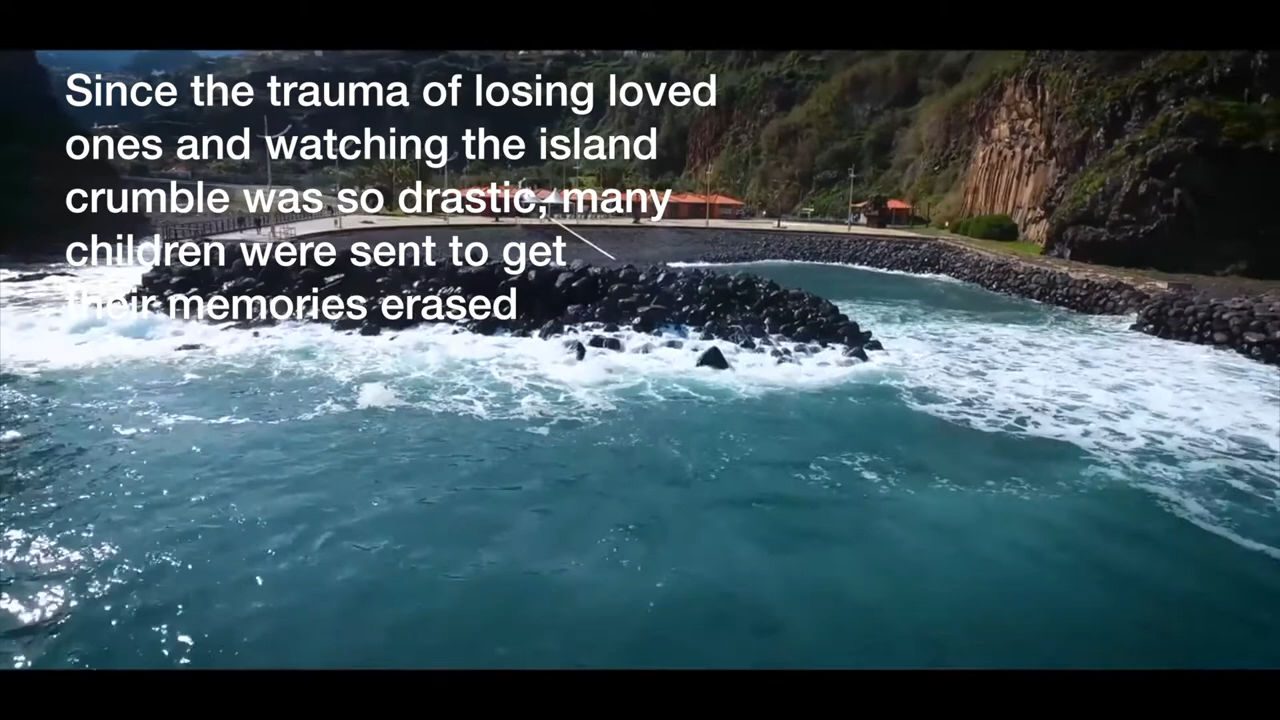 Since the trauma of losing loved
ones and watching the island
crumble was so drastic, many
children were sent to get
their memories erased